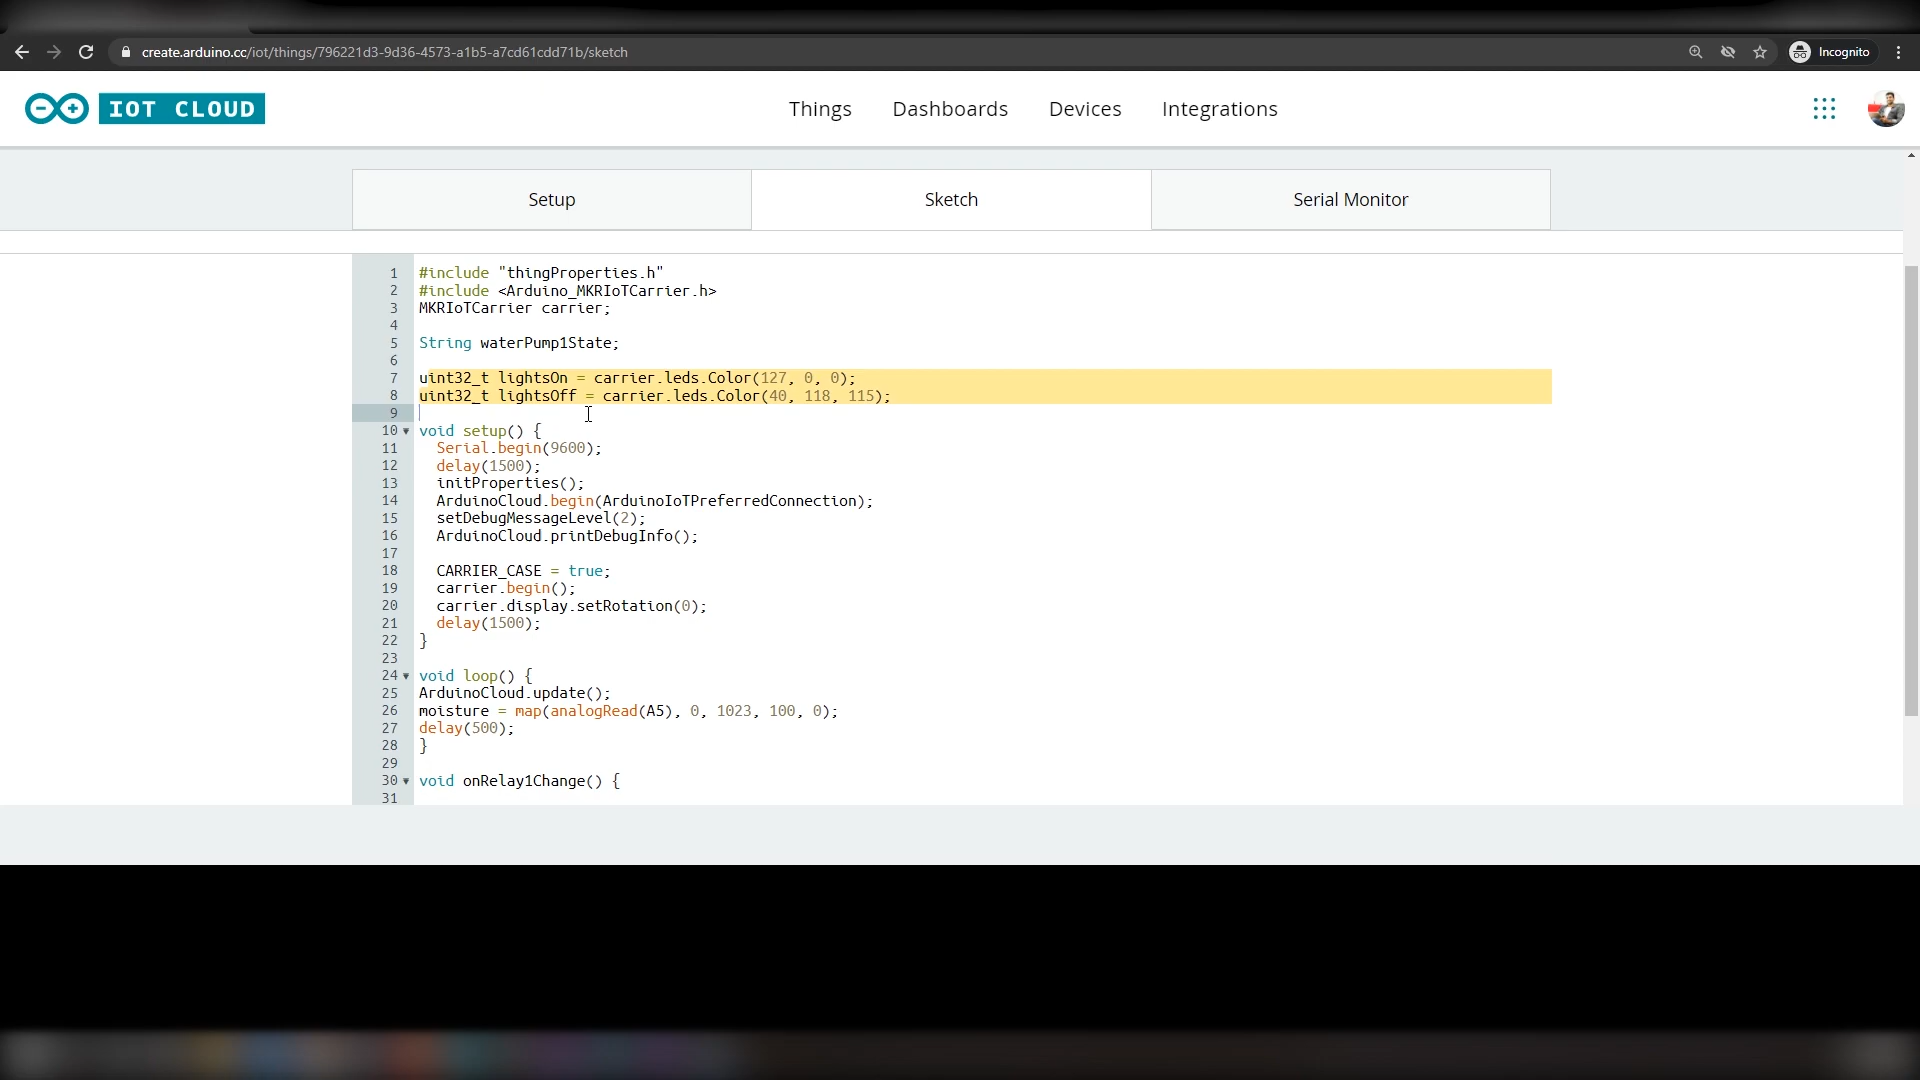 create.arduino.cc/iot/things/796221d3-9d36-4573-a1b5-a7cd61cdd71b/sketch
Incognito
IOT CLOUD
Things
Dashboards
Devices
Integrations
Setup
Sketch
Serial Monitor
1 #include "thingProperties.h"
2 #include <Arduino_MKRIoTCarrier.h>
3 MKRIoTCarrier carrier;
4
5 String waterPump1State;
6
7 uint32_t lightsOn = carrier.leds.Color(127, 0, 0);
8 uint32_t lightsOff = carrier.leds.Color(40, 118, 115);
9
10 void setup() {
11 Serial.begin(9600);
12 delay(1500);
13 initProperties();
14 ArduinoCloud.begin(ArduinoIoTPreferredConnection);
15 setDebugMessageLevel(2);
16 ArduinoCloud.printDebugInfo();
17
18 CARRIER_CASE = true;
19 carrier.begin();
20 carrier.display.setRotation(0);
21 delay(1500);
22 }
23
24 void loop() {
25 ArduinoCloud.update();
26 moisture = map(analogRead(A5), 0, 1023, 100, 0);
27 delay(500);
28 }
29
30 void onRelay1Change() {
31